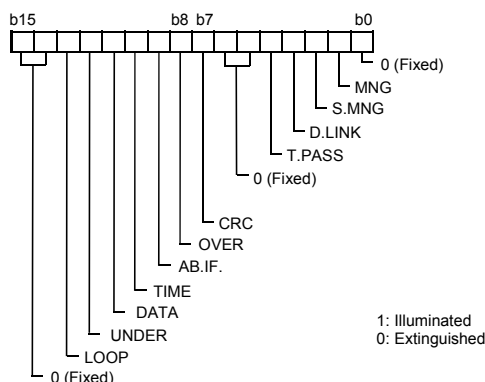 b15 b8 b7 b0
0 (Fixed)
MNG
S.MNG
D.LINK
T.PASS
0 (Fixed)
CRC
OVER
AB.IF.
TIME
DATA
UNDER
LOOP
0 (Fixed)
1: Illuminated
0: Extinguished